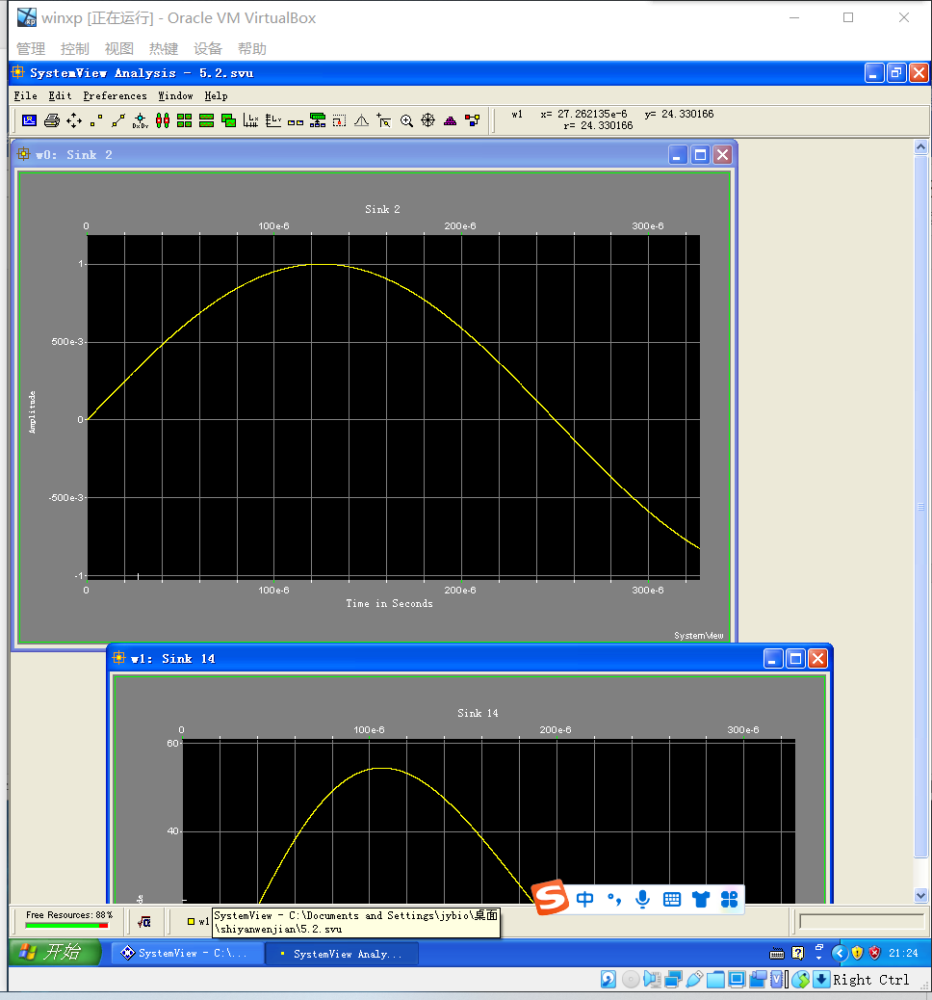 winxp [正在运行] - Oracle VM VirtualBox
管理 控制 视图 热键 设备 帮助
SystemView Analysis - 5.2.svu
File Edit Preferences Window Help
w1 x= 27.262135e-6 y= 24.330166
r= 24.330166
w0: Sink 2
Sink 2
0 100e-6 200e-6 300e-6
1
500e-3
Amplitude
0
-500e-3
-1
0 100e-6 200e-6 300e-6
Time in Seconds
SystemView
w1: Sink 14
Sink 14
0 100e-6 200e-6 300e-6
60
40
de
中
Free Resources: 88%
√α
w1
SystemView - C:\Documents and Settings\jybio\桌面
\shiyanwenjian\5.2.svu
开始
SystemView - C:\...
SystemView Analy...
21:24
Right Ctrl